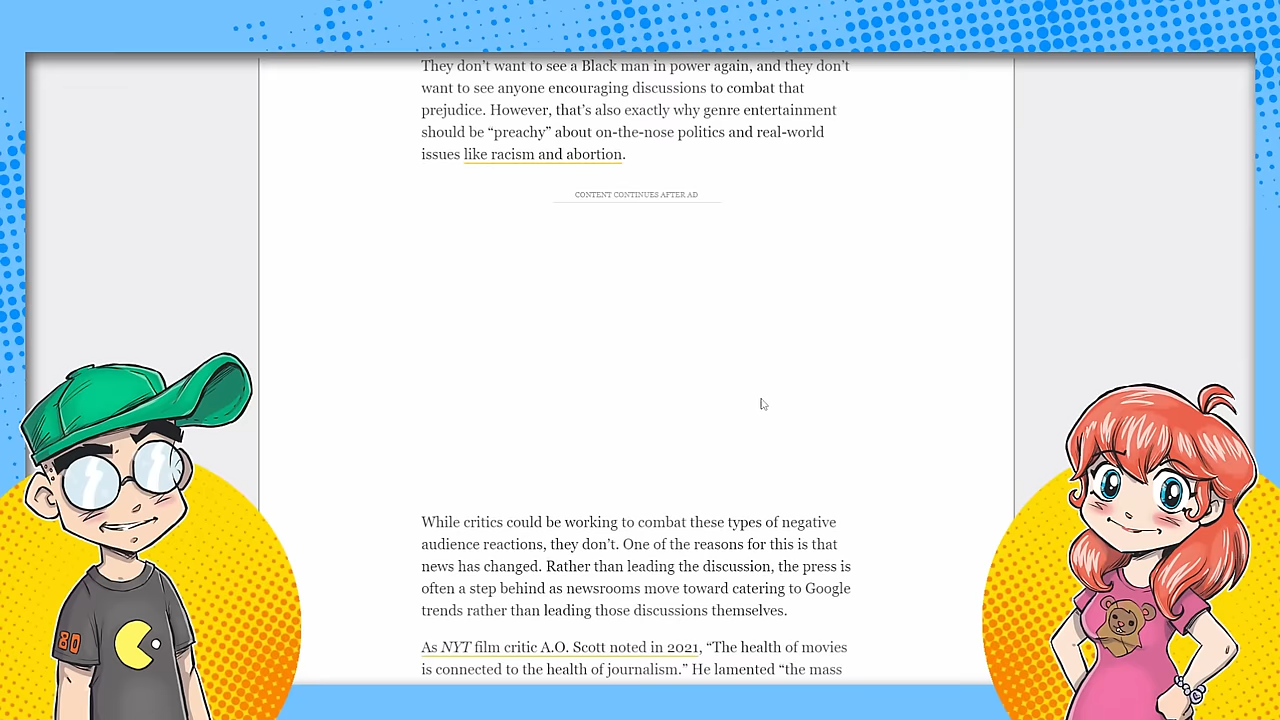 They don’t want to see a Black man in power again, and they don’t
want to see anyone encouraging discussions to combat that
prejudice. However, that’s also exactly why genre entertainment
should be “preachy” about on-the-nose politics and real-world
issues like racism and abortion.
CONTENT CONTINUES AFTER AD
While critics could be working to combat these types of negative
audience reactions, they don’t. One of the reasons for this is that
news has changed. Rather than leading the discussion, the press is
often a step behind as newsrooms move toward catering to Google
trends rather than leading those discussions themselves.
As NYT film critic A.O. Scott noted in 2021, “The health of movies
is connected to the health of journalism.” He lamented “the mass
80